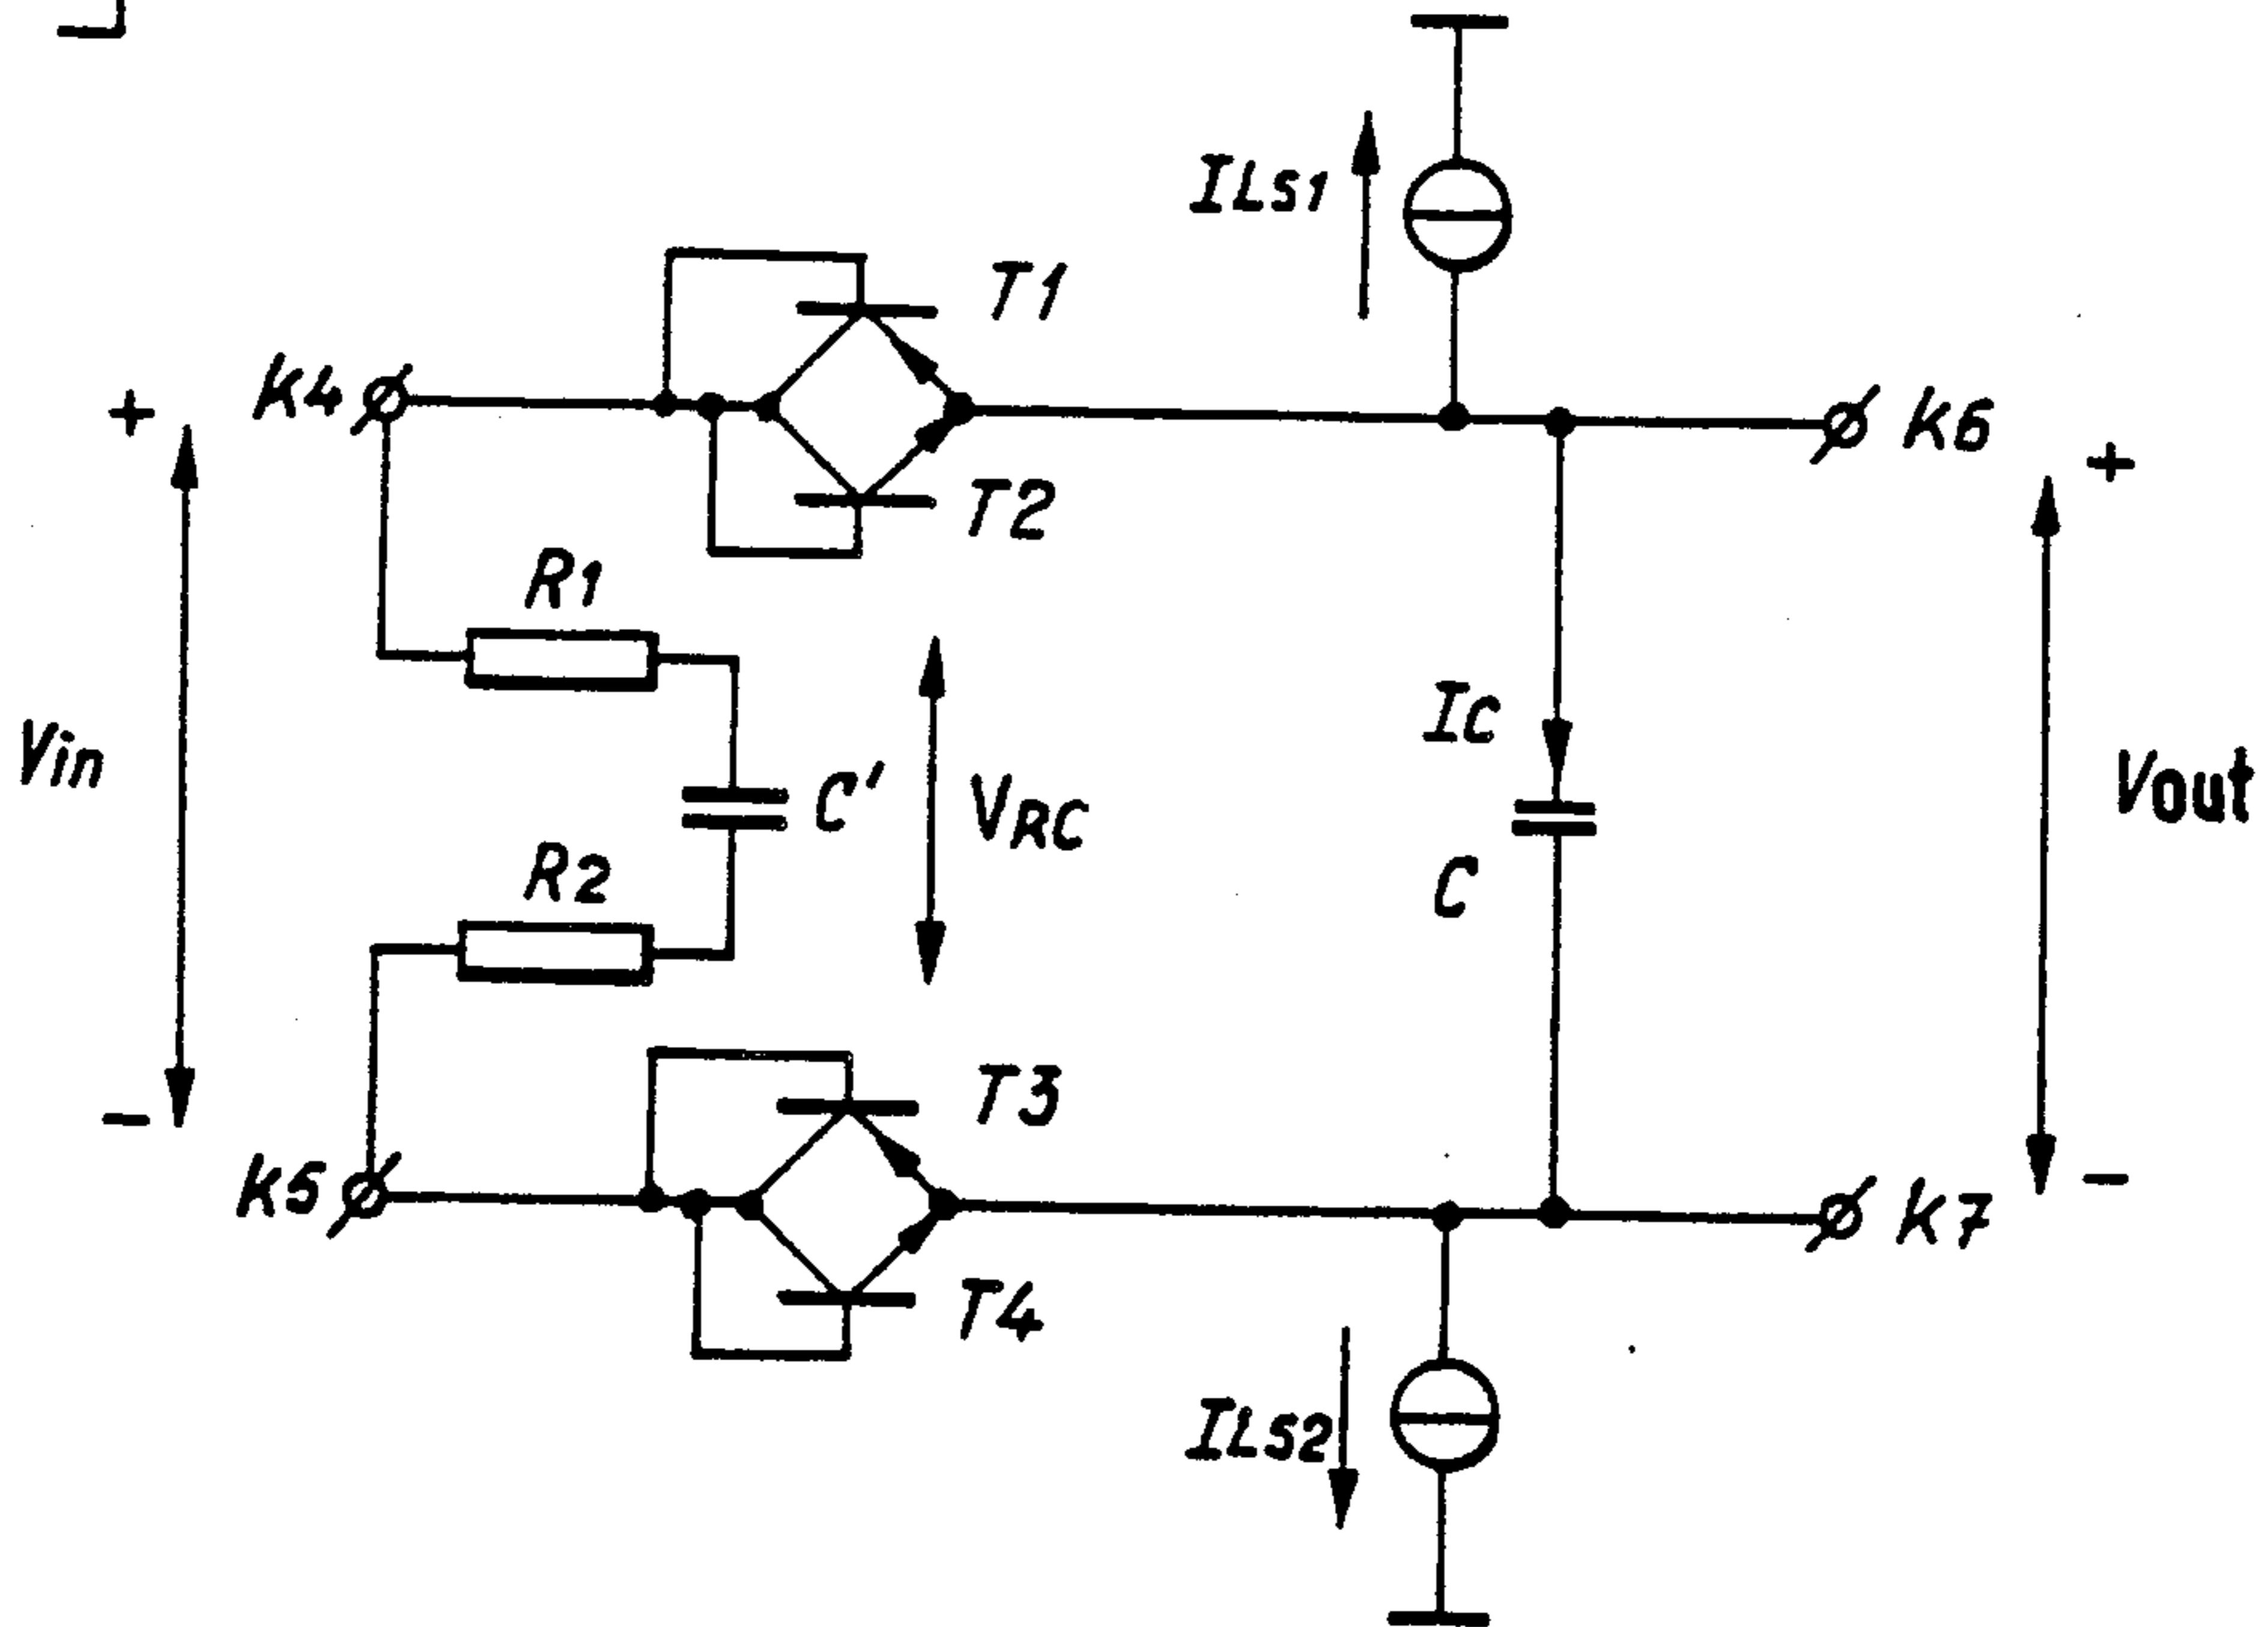 ILS1
T1
K4
+
K6
+
T2
R1
IC
Vin
C'
VRC
Vout
R2
C
T3
-
K5
-
K7
T4
ILS2